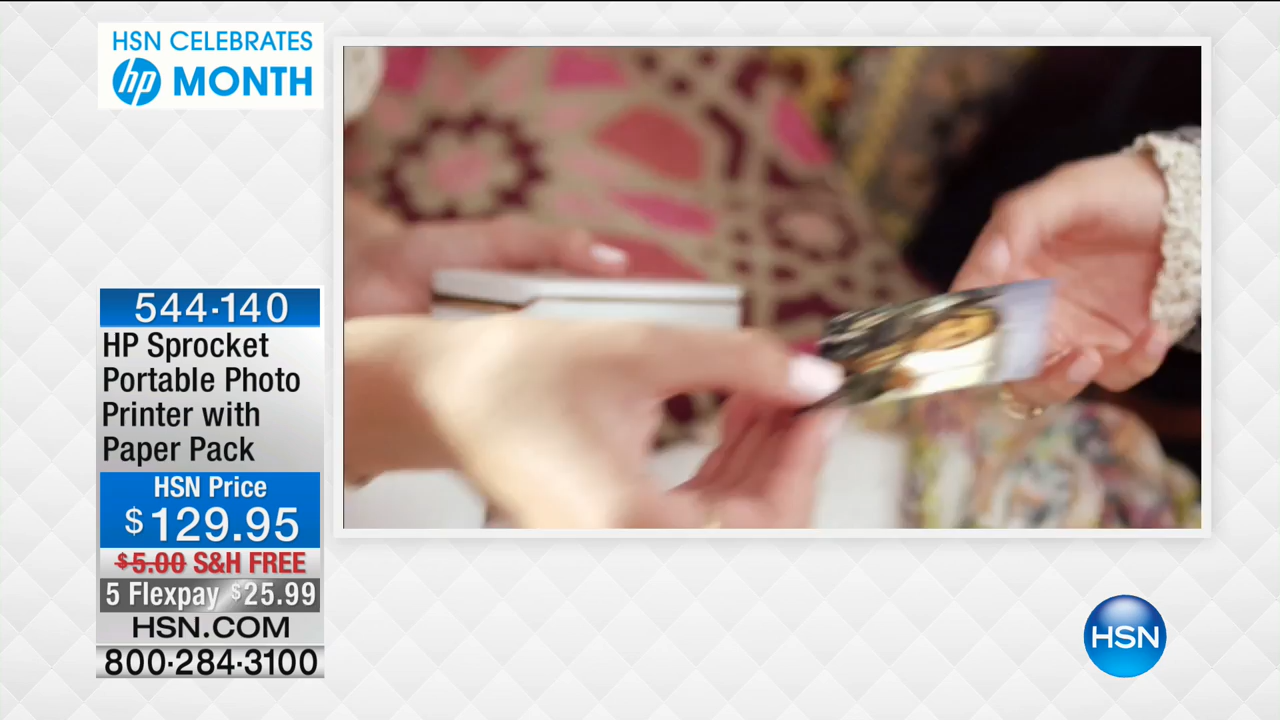 HSN CELEBRATES
hp MONTH
544-140
HP Sprocket
Portable Photo
Printer with
Paper Pack
HSN Price
$129.95
$5.00 S&H FREE
5 Flexpay $25.99
HSN.COM
800-284-3100
HSN